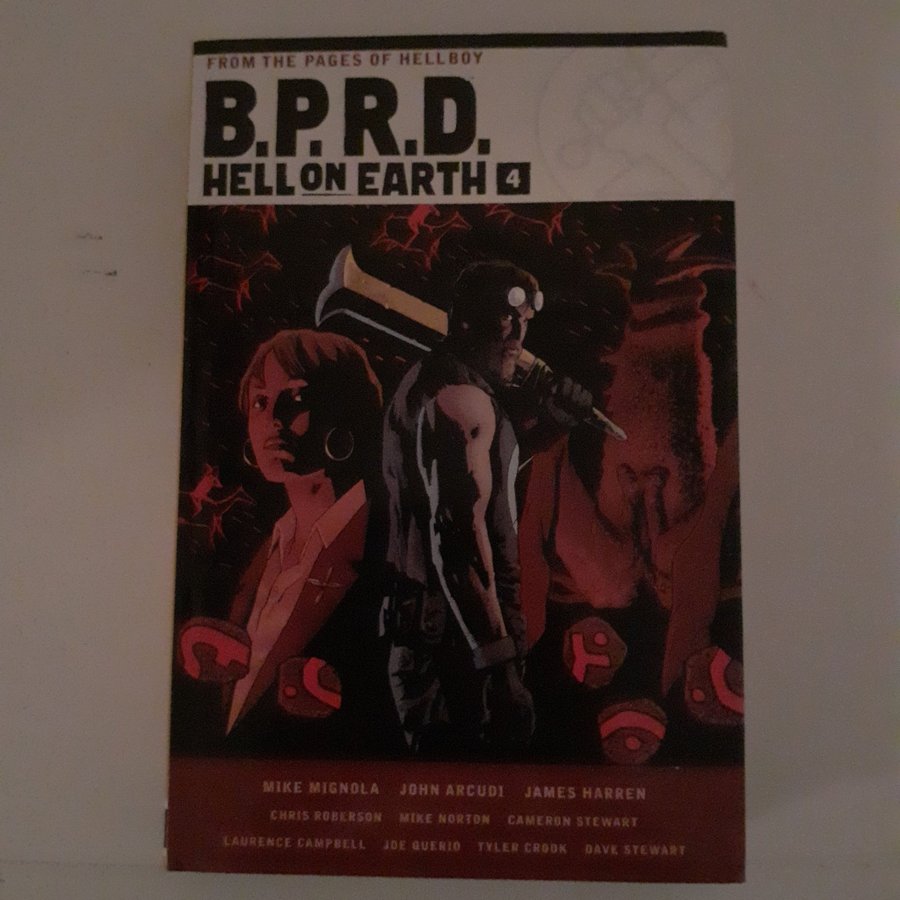 FROM THE PAGES OF HELLBOY
B.P.R.D.
HELL ON EARTH 4
MIKE MIGNOLA JOHN ARCUDI JAMES HARREN
CHRIS ROBERSON MIKE NORTON CAMERON STEWART
LAURENCE CAMPBELL JOE QUERIO TYLER CROOK DAVE STEWART